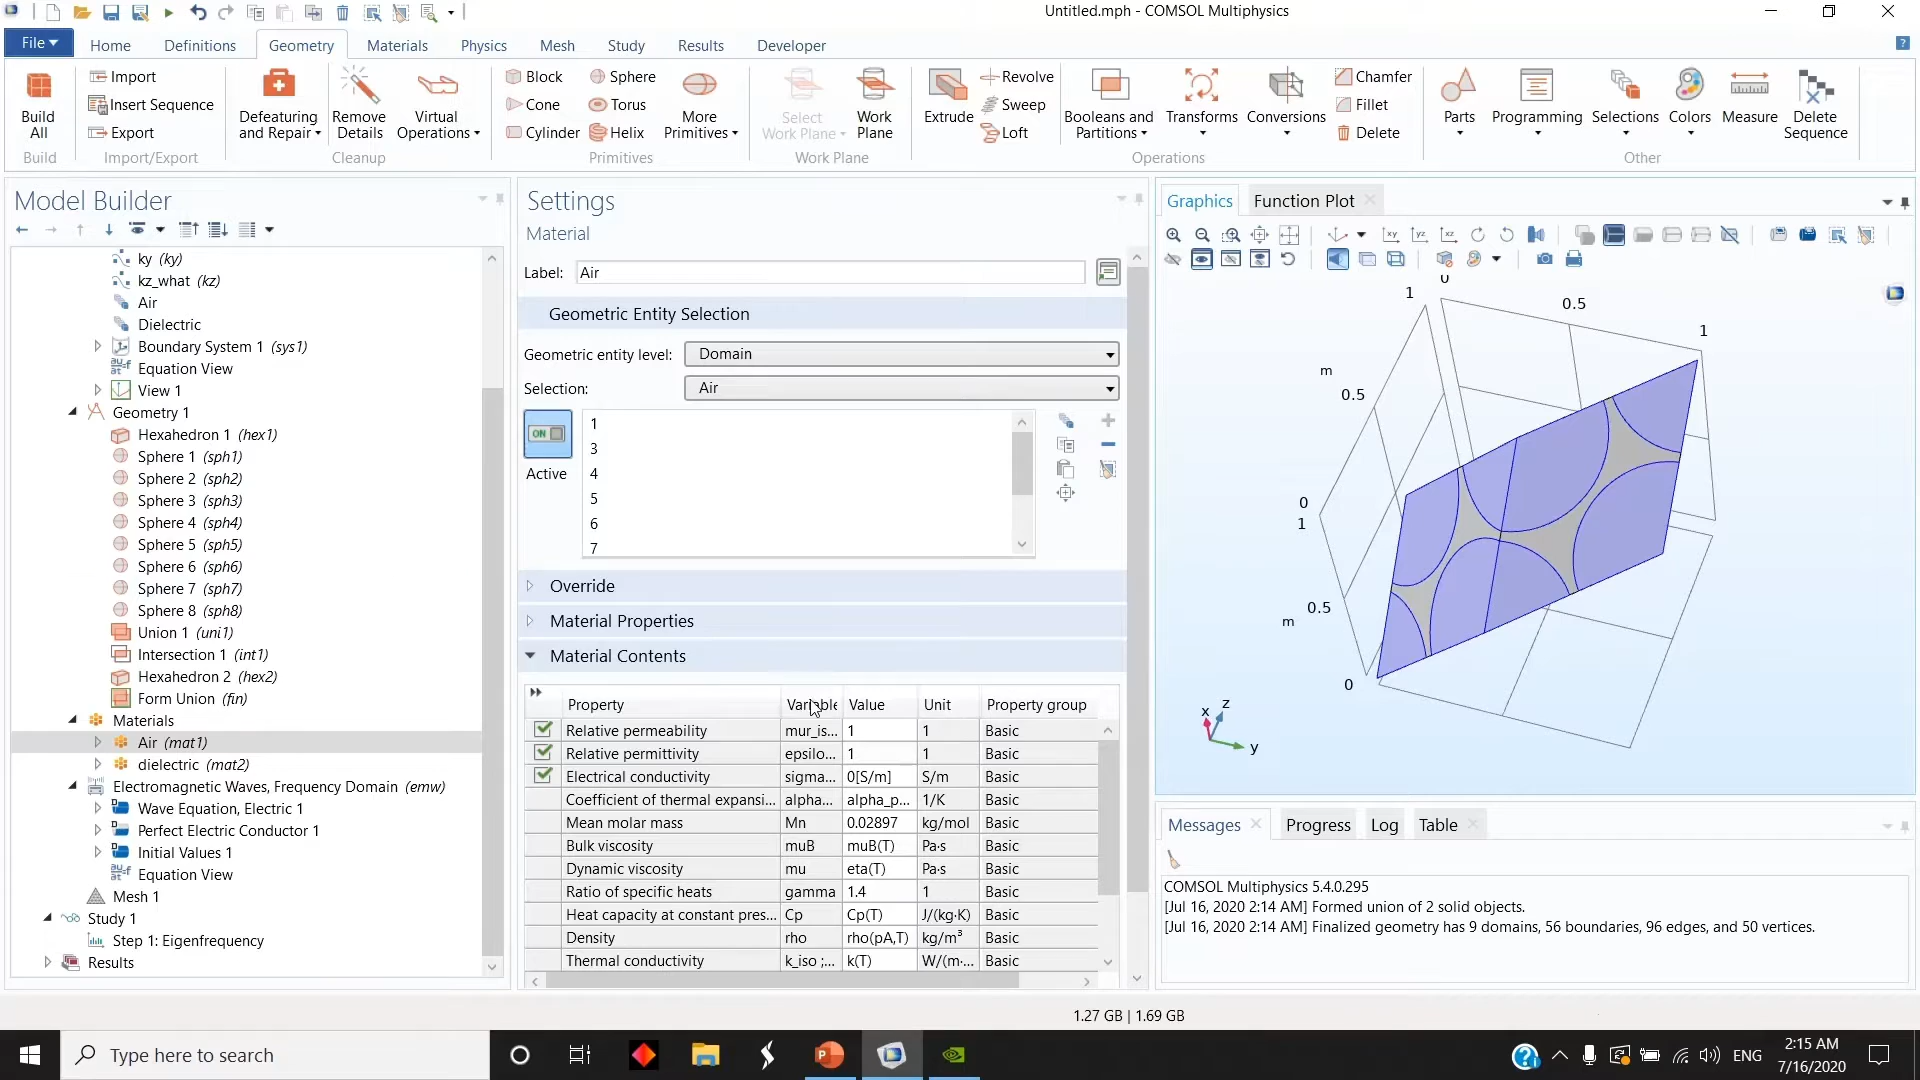 Untitled.mph - COMSOL Multiphysics
File
Home
Definitions
Geometry
Materials
Physics
Mesh
Study
Results
Developer
Build All
Build
Import
Insert Sequence
Export
Import/Export
Defeaturing and Repair
Remove Details
Virtual Operations
Cleanup
Block
Cone
Cylinder
Sphere
Torus
Helix
More Primitives
Primitives
Select Work Plane
Work Plane
Work Plane
Extrude
Revolve
Sweep
Loft
Booleans and Partitions
Transforms
Conversions
Chamfer
Fillet
Delete
Operations
Parts
Programming
Selections
Colors
Measure
Delete Sequence
Other
Model Builder
ky (ky)
kz_what (kz)
Air
Dielectric
Boundary System 1 (sys1)
Equation View
View 1
Geometry 1
Hexahedron 1 (hex1)
Sphere 1 (sph1)
Sphere 2 (sph2)
Sphere 3 (sph3)
Sphere 4 (sph4)
Sphere 5 (sph5)
Sphere 6 (sph6)
Sphere 7 (sph7)
Sphere 8 (sph8)
Union 1 (uni1)
Intersection 1 (int1)
Hexahedron 2 (hex2)
Form Union (fin)
Materials
Air (mat1)
dielectric (mat2)
Electromagnetic Waves, Frequency Domain (emw)
Wave Equation, Electric 1
Perfect Electric Conductor 1
Initial Values 1
Equation View
Mesh 1
Study 1
Step 1: Eigenfrequency
Results
Settings
Material
Label: Air
Geometric Entity Selection
Geometric entity level: Domain
Selection: Air
ON
Active
1
3
4
5
6
7
Override
Material Properties
Material Contents
Property Variable Value Unit Property group
Relative permeability mur_is... 1 1 Basic
Relative permittivity epsilo... 1 1 Basic
Electrical conductivity sigma... 0[S/m] S/m Basic
Coefficient of thermal expansi... alpha... alpha_p... 1/K Basic
Mean molar mass Mn 0.02897 kg/mol Basic
Bulk viscosity muB muB(T) Pa·s Basic
Dynamic viscosity mu eta(T) Pa·s Basic
Ratio of specific heats gamma 1.4 1 Basic
Heat capacity at constant pres... Cp Cp(T) J/(kg·K) Basic
Density rho rho(pA,T) kg/m³ Basic
Thermal conductivity k_iso ;... k(T) W/(m·... Basic
Graphics
Function Plot
xy
yz
xz
0
1
0.5
1
m
0.5
0
1
0.5
m
0
x
z
y
Messages
Progress
Log
Table
COMSOL Multiphysics 5.4.0.295
[Jul 16, 2020 2:14 AM] Formed union of 2 solid objects.
[Jul 16, 2020 2:14 AM] Finalized geometry has 9 domains, 56 boundaries, 96 edges, and 50 vertices.
1.27 GB | 1.69 GB
Type here to search
ENG
2:15 AM
7/16/2020